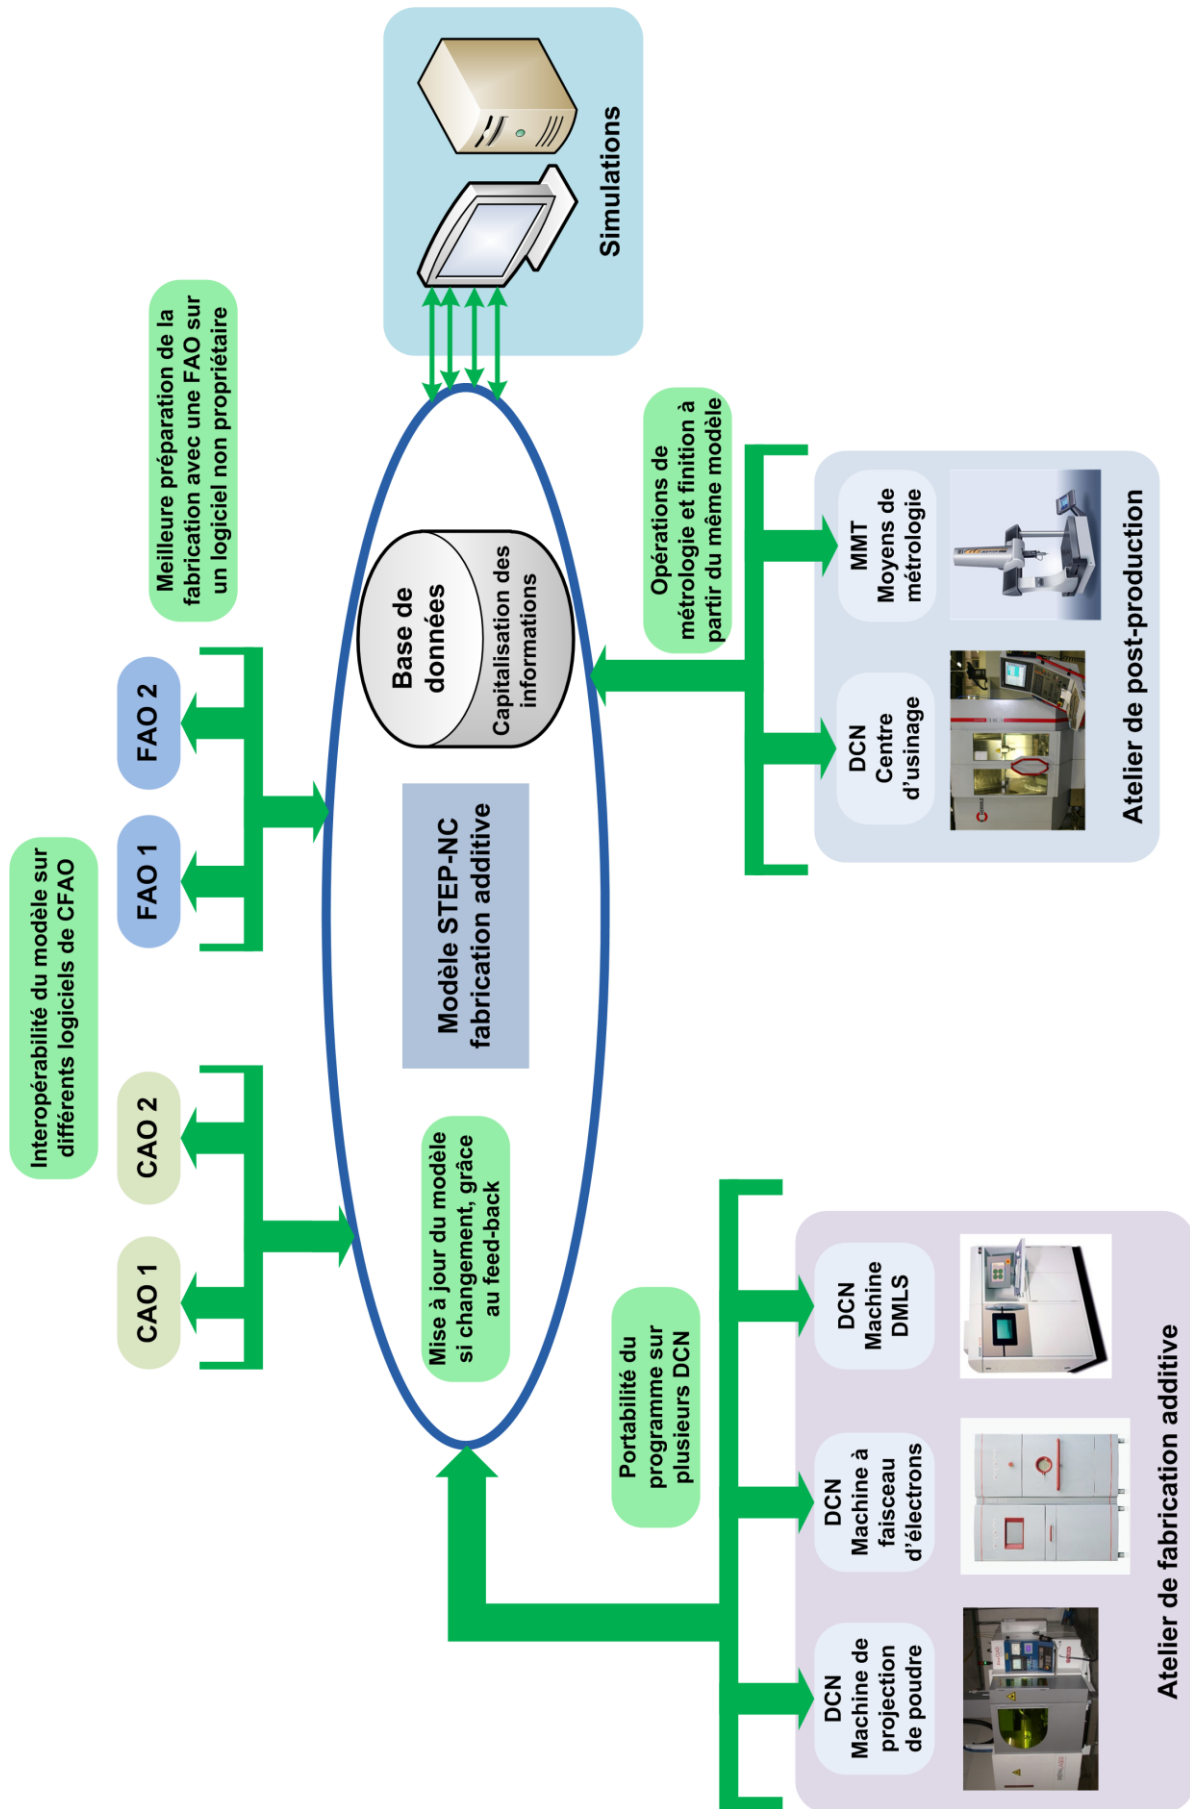 Interopérabilité du modèle sur
différents logiciels de CFAO
Meilleure préparation de la
fabrication avec une FAO sur
un logiciel non propriétaire
CAO 1
CAO 2
FAO 1
FAO 2
Mise à jour du modèle
si changement, grâce
au feed-back
Modèle STEP-NC
fabrication additive
Base de
données
Capitalisation des
informations
Simulations
Portabilité du
programme sur
plusieurs DCN
Opérations de
métrologie et finition à
partir du même modèle
DCN
Machine de
projection
de poudre
DCN
Machine à
faisceau
d'électrons
DCN
Machine
DMLS
Atelier de fabrication additive
DCN
Centre
d'usinage
MMT
Moyens de
métrologie
Atelier de post-production